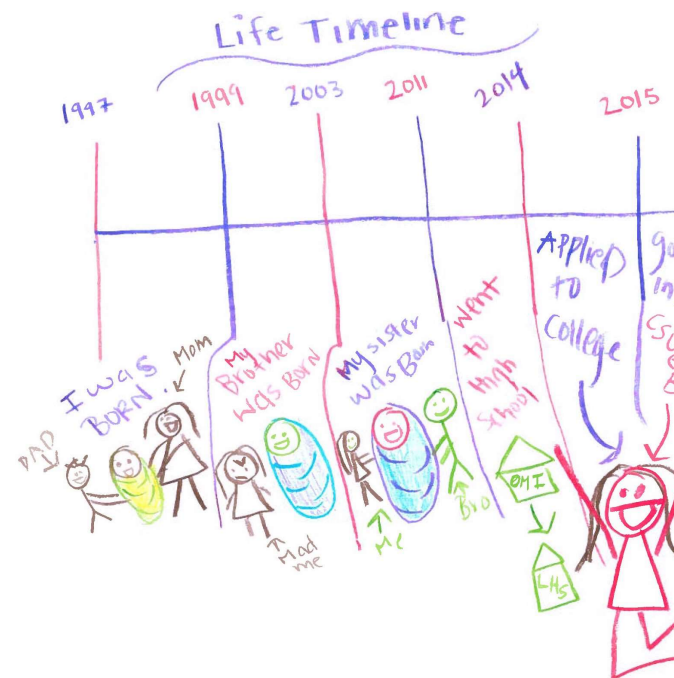 Life Timeline
1997
1999
2003
2011
2014
2015
I was
BORN.
Mom
DAD
My
Brother
was Born
Mad
me
My sister
was Born
Me
Bro
Went
to
High
School
OMI
LHS
APPliED
to
College